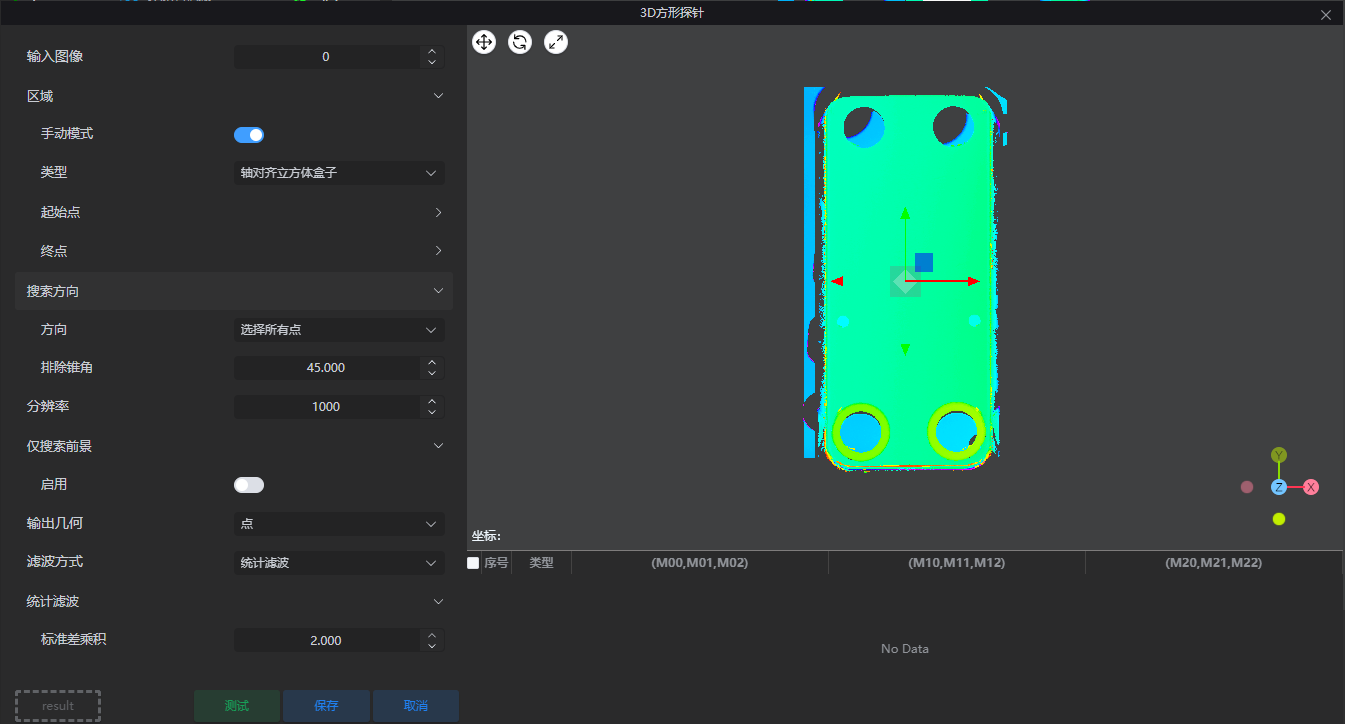 3D方形探针
输入图像 0
区域
手动模式
类型 轴对齐立方体盒子
起始点
终点
搜索方向
方向 选择所有点
排除锥角 45.000
分辨率 1000
仅搜索前景
启用
输出几何 点
滤波方式 统计滤波
统计滤波
标准差乘积 2.000
result 测试 保存 取消
Y
Z X
坐标:
序号 类型 (M00,M01,M02) (M10,M11,M12) (M20,M21,M22)
No Data